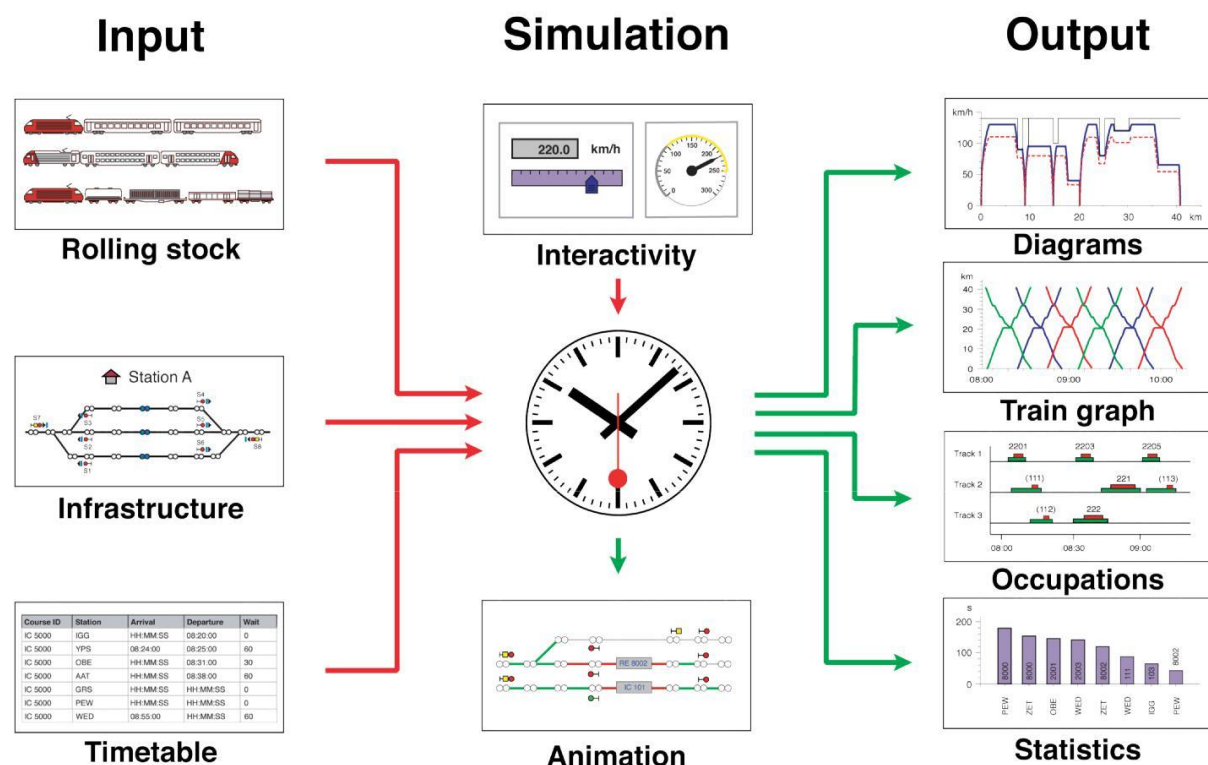 Input
Simulation
Output
Rolling stock
220.0 km/h
0 50 100 150 200 250 300
Interactivity
km/h
100
50
0
0 10 20 30 40 km
Diagrams
km
40
20
10
0
08:00 09:00 10:00
Train graph
Station A
S7
S3
S2
S1
S4
S5
S6
S8
Infrastructure
Track 1 2201 2203 2205
Track 2 (111) 221 (113)
Track 3 (112) 222
08:00 08:30 09:00
Occupations
Course ID Station Arrival Departure Wait
IC 5000 IGG HH:MM:SS 08:20:00 0
IC 5000 YPS 08:24:00 08:25:00 60
IC 5000 OBE HH:MM:SS 08:31:00 30
IC 5000 AAT HH:MM:SS 08:38:00 60
IC 5000 GRS HH:MM:SS HH:MM:SS 0
IC 5000 PEW HH:MM:SS HH:MM:SS 0
IC 5000 WED 08:55:00 HH:MM:SS 60
Timetable
RE 8002
IC 101
Animation
s
200
100
0
8000 8000 2001 2003 8002 111 103 8002
PEW ZET OBE WED ZET WED IGG PEW
Statistics